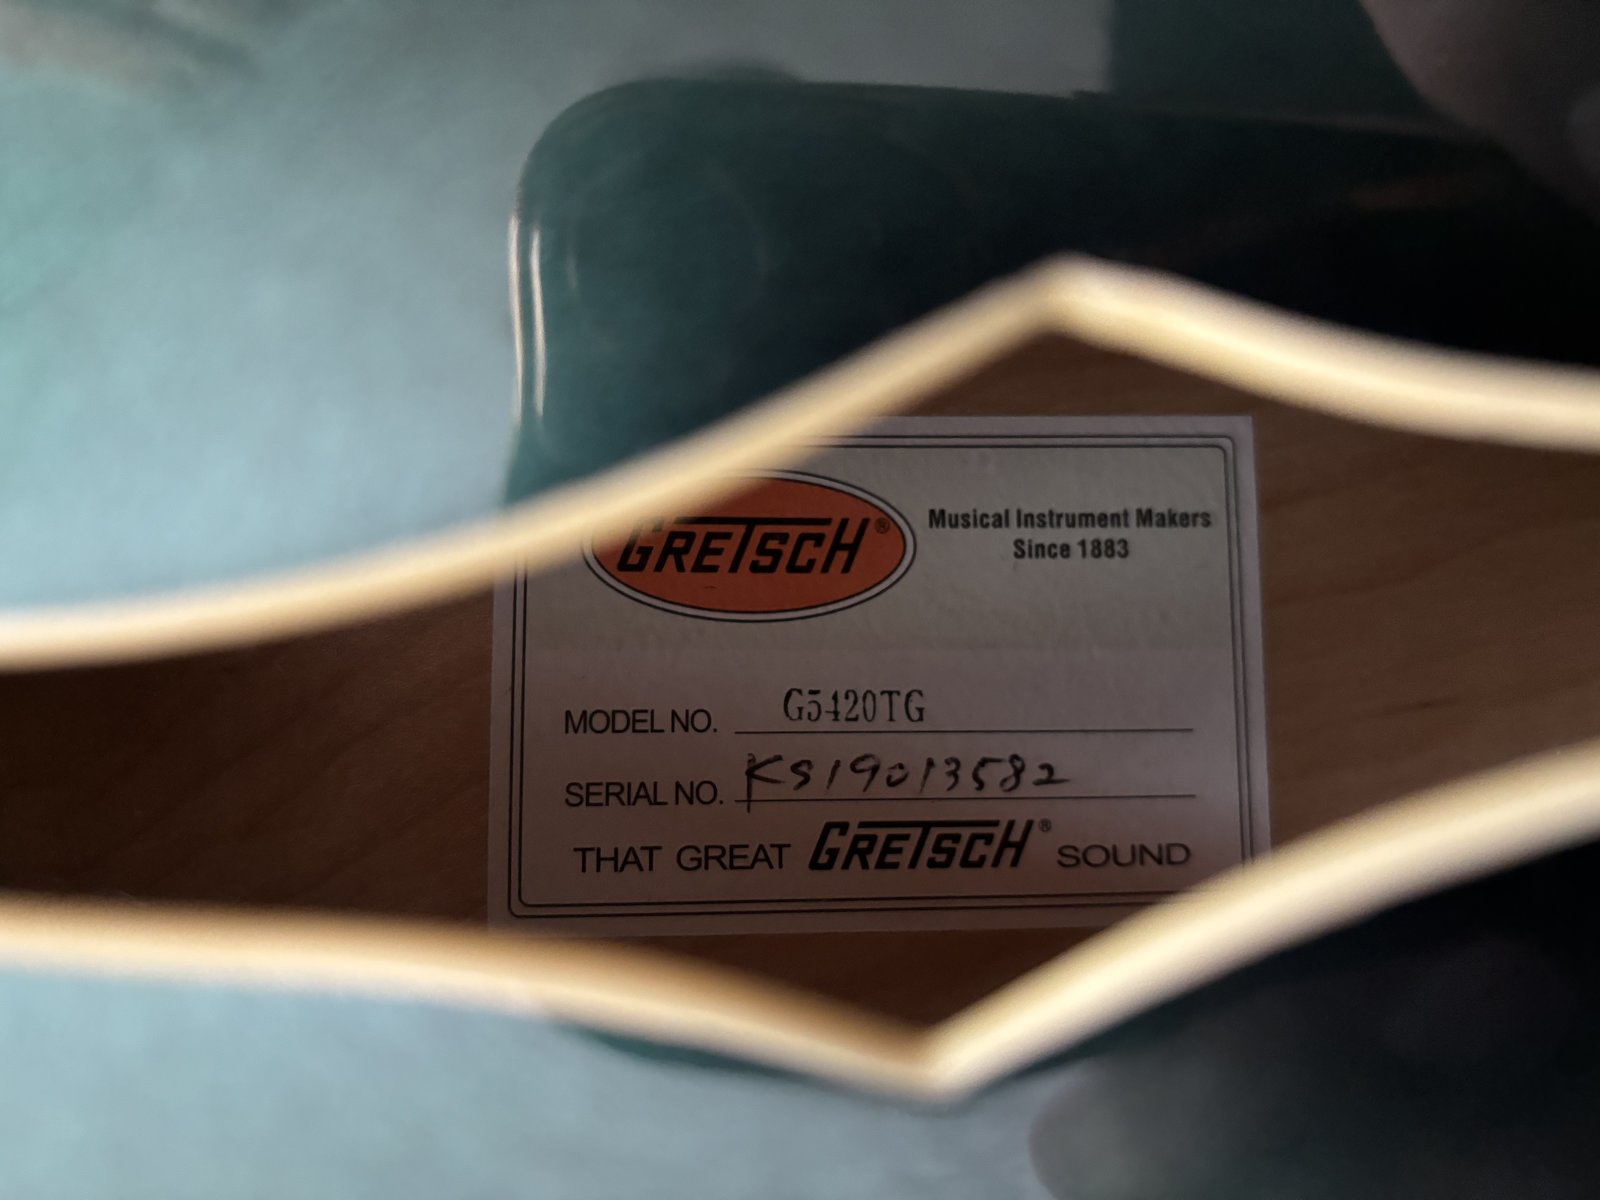 GRETSCH®
Musical Instrument Makers
Since 1883
MODEL NO. G5420TG
SERIAL NO. KS19013582
THAT GREAT GRETSCH® SOUND